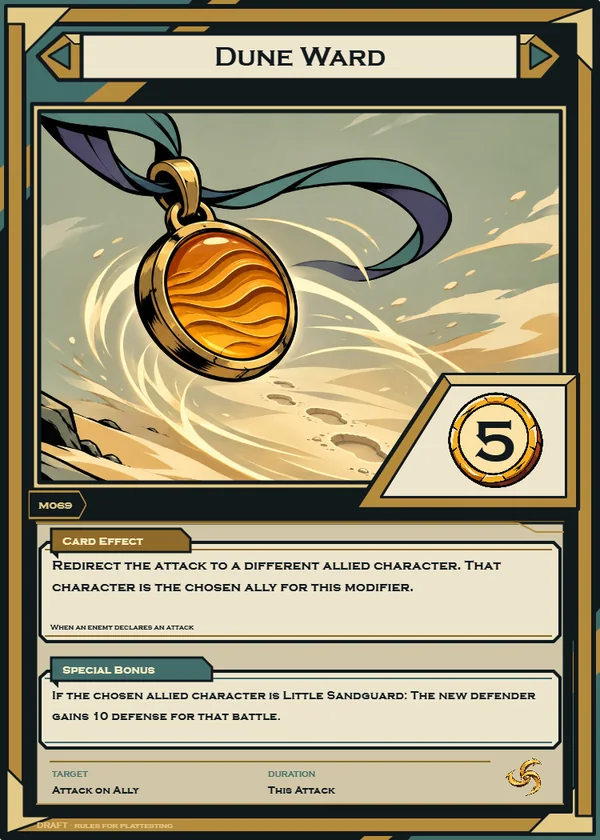 Dune Ward
5
M069
Card Effect
Redirect the attack to a different allied character. That
character is the chosen ally for this modifier.
When an enemy declares an attack
Special Bonus
If the chosen allied character is Little Sandguard: The new defender
gains 10 defense for that battle.
Target
Duration
Attack on Ally
This Attack
DRAFT Rules for playtesting